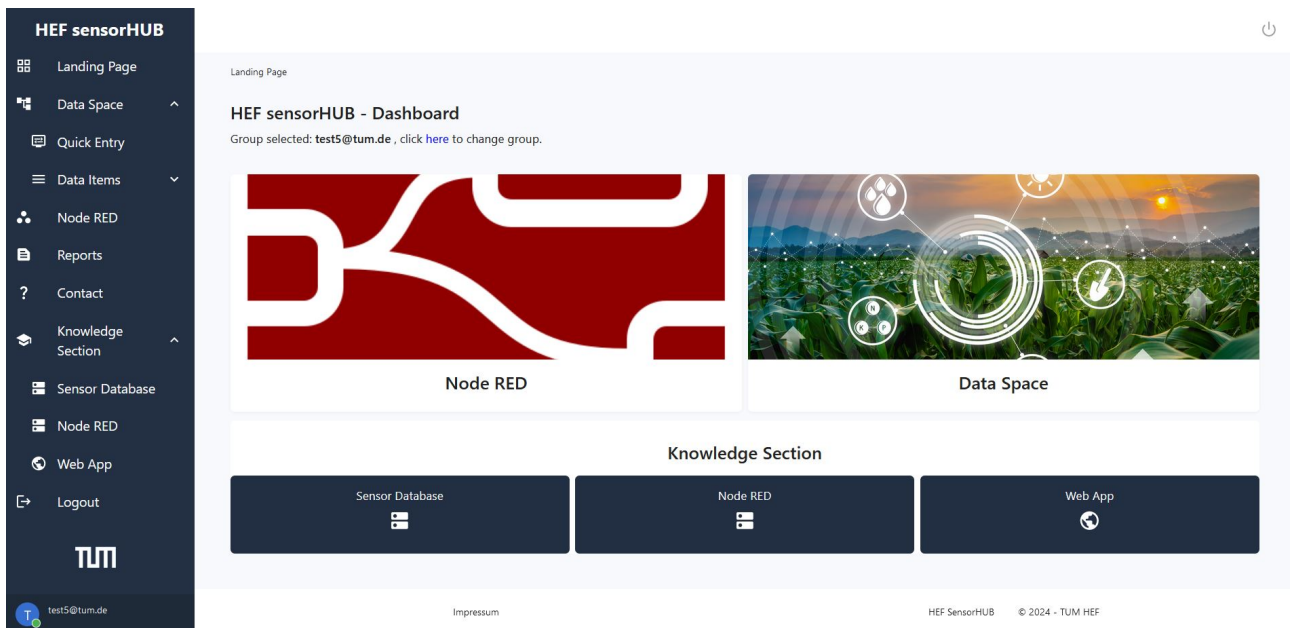 HEF sensorHUB
Landing Page
Data Space
Quick Entry
Data Items
Node RED
Reports
Contact
Knowledge
Section
Sensor Database
Node RED
Web App
Logout
TUM
T
test5@tum.de
Landing Page
HEF sensorHUB - Dashboard
Group selected: test5@tum.de , click here to change group.
N
K P
Node RED
Data Space
Knowledge Section
Sensor Database
Node RED
Web App
Impressum
HEF SensorHUB © 2024 - TUM HEF